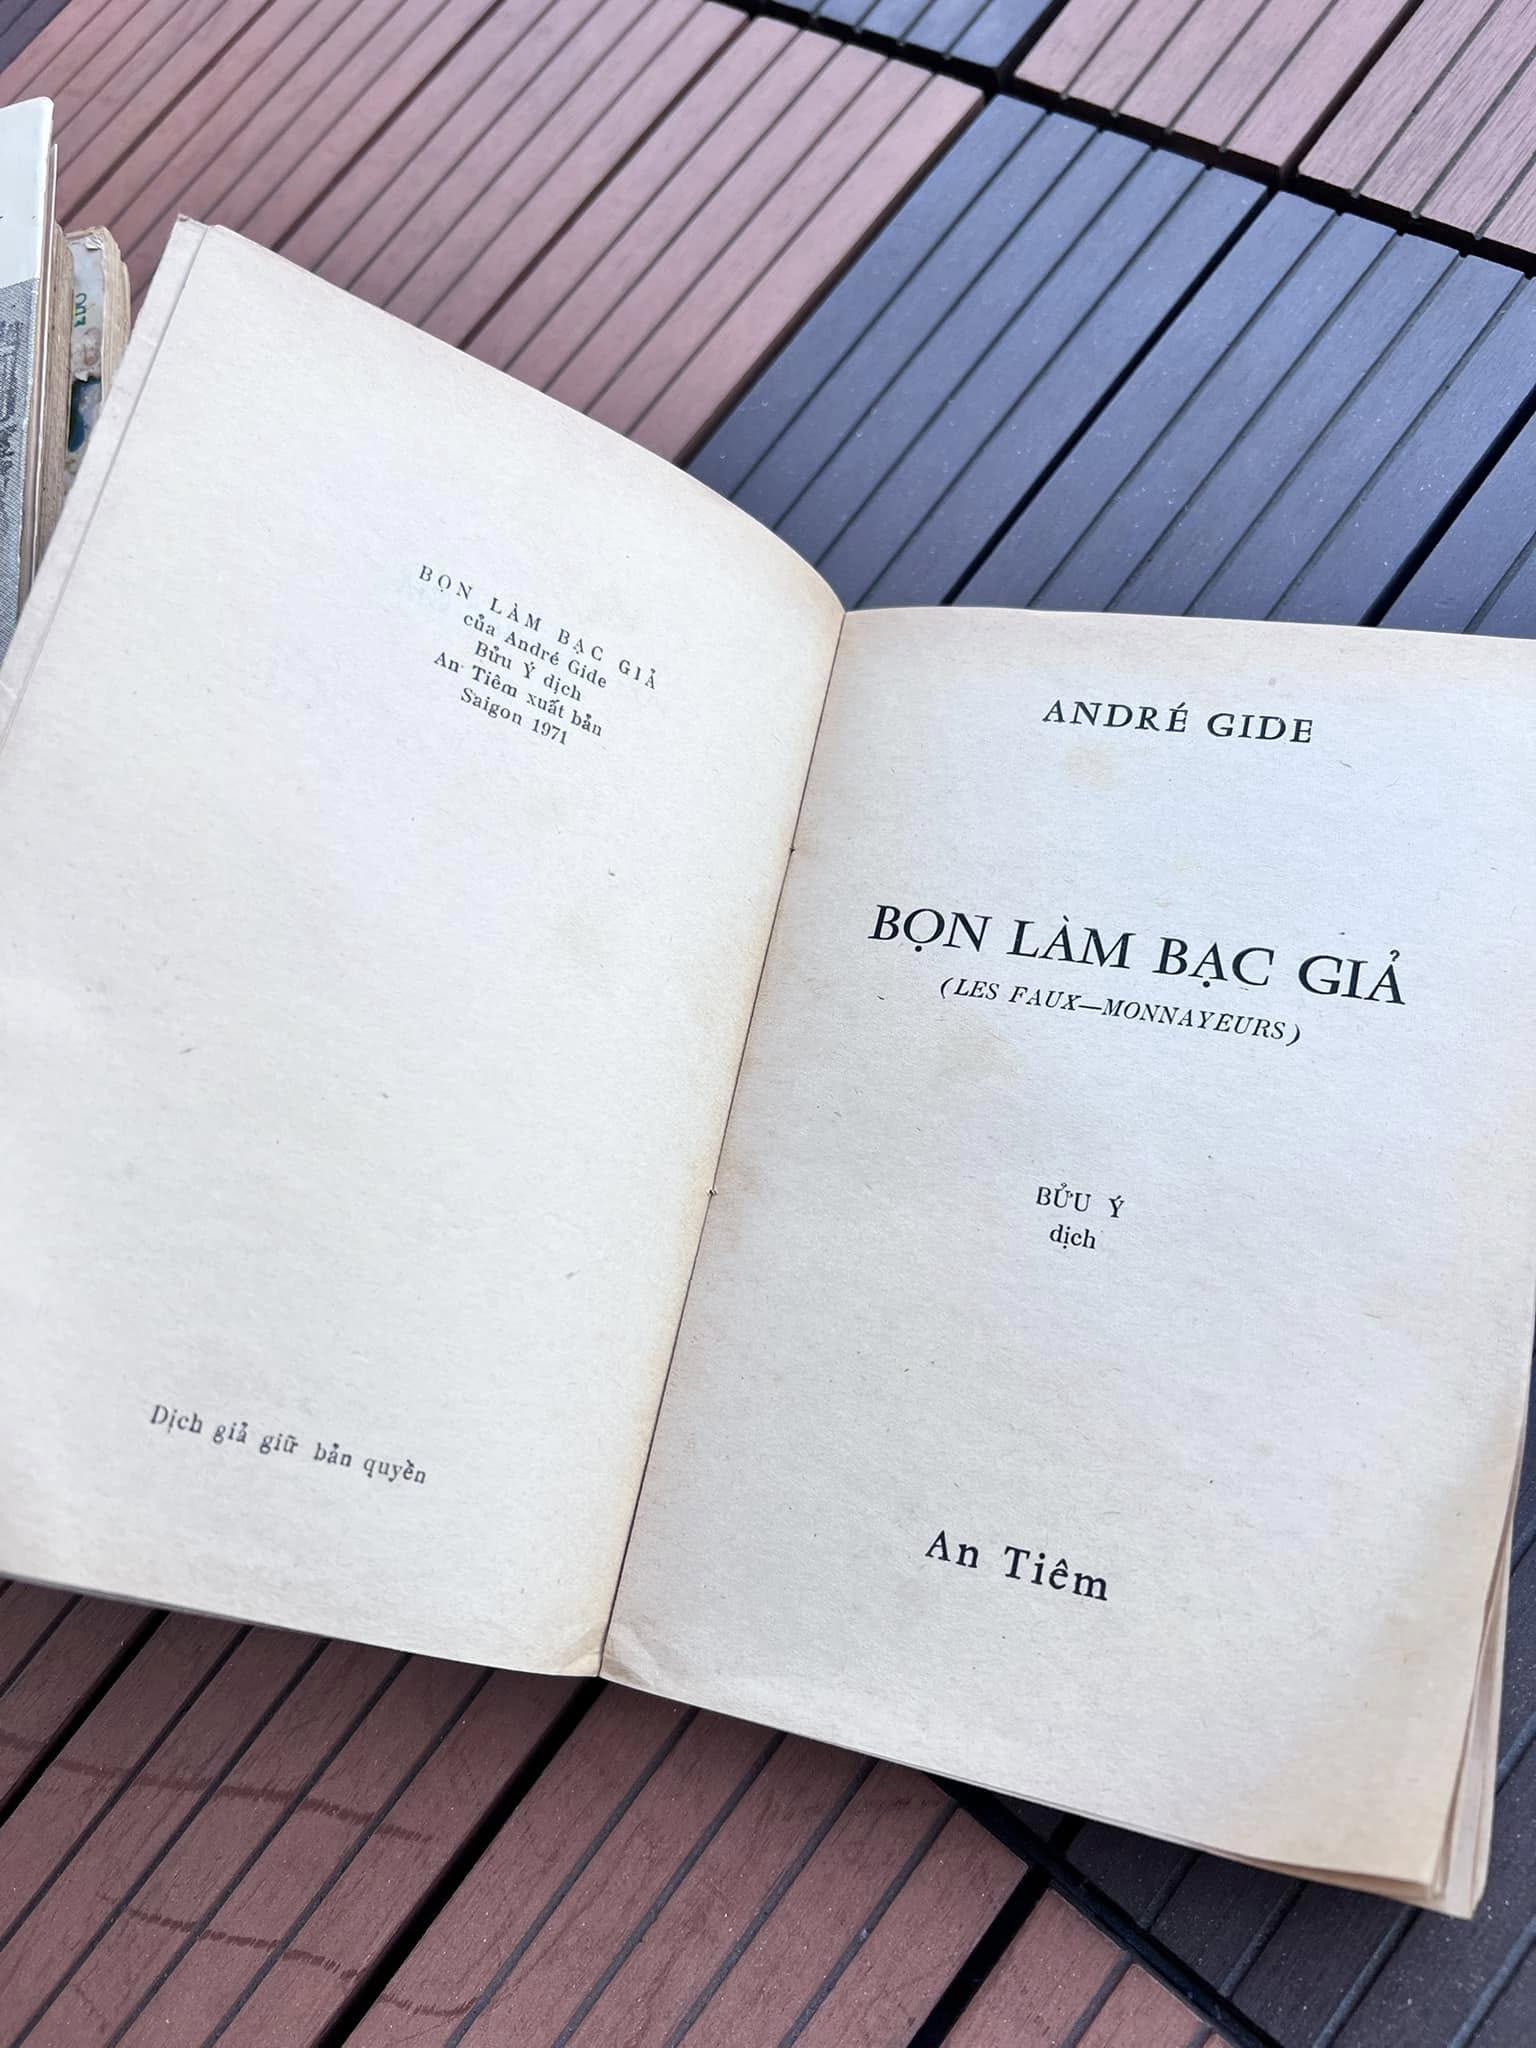 BỌN LÀM BẠC GIẢ
của André Gide
Bửu Ý dịch
An Tiêm xuất bản
Saigon 1971
Dịch giả giữ bản quyền
ANDRÉ GIDE
BỌN LÀM BẠC GIẢ
(LES FAUX—MONNAYEURS)
BỬU Ý
dịch
An Tiêm